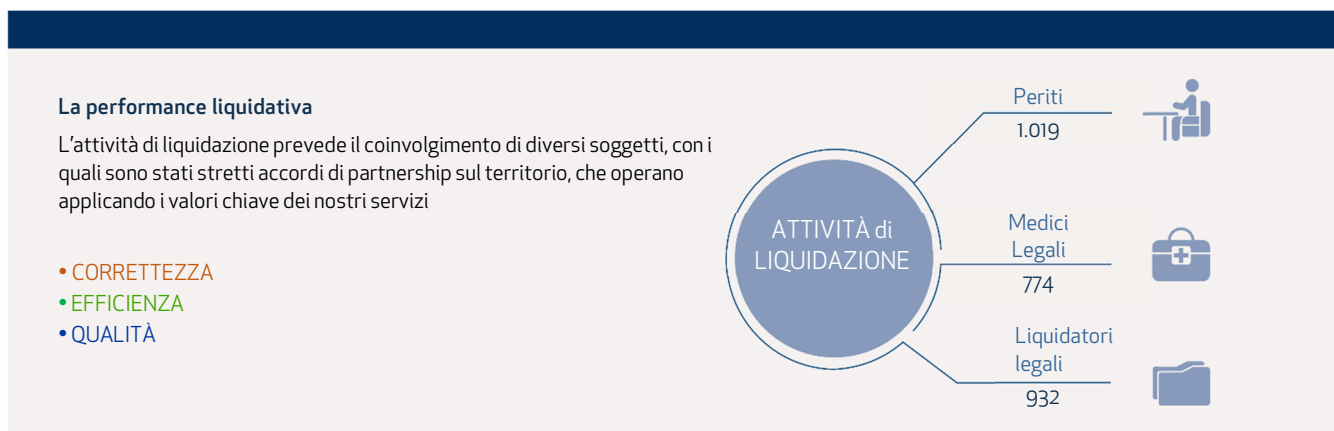 La performance liquidativa
L'attività di liquidazione prevede il coinvolgimento di diversi soggetti, con i
quali sono stati stretti accordi di partnership sul territorio, che operano
applicando i valori chiave dei nostri servizi
• CORRETTEZZA
• EFFICIENZA
• QUALITÀ
ATTIVITÀ di
LIQUIDAZIONE
Periti
1.019
Medici
Legali
774
Liquidatori
legali
932